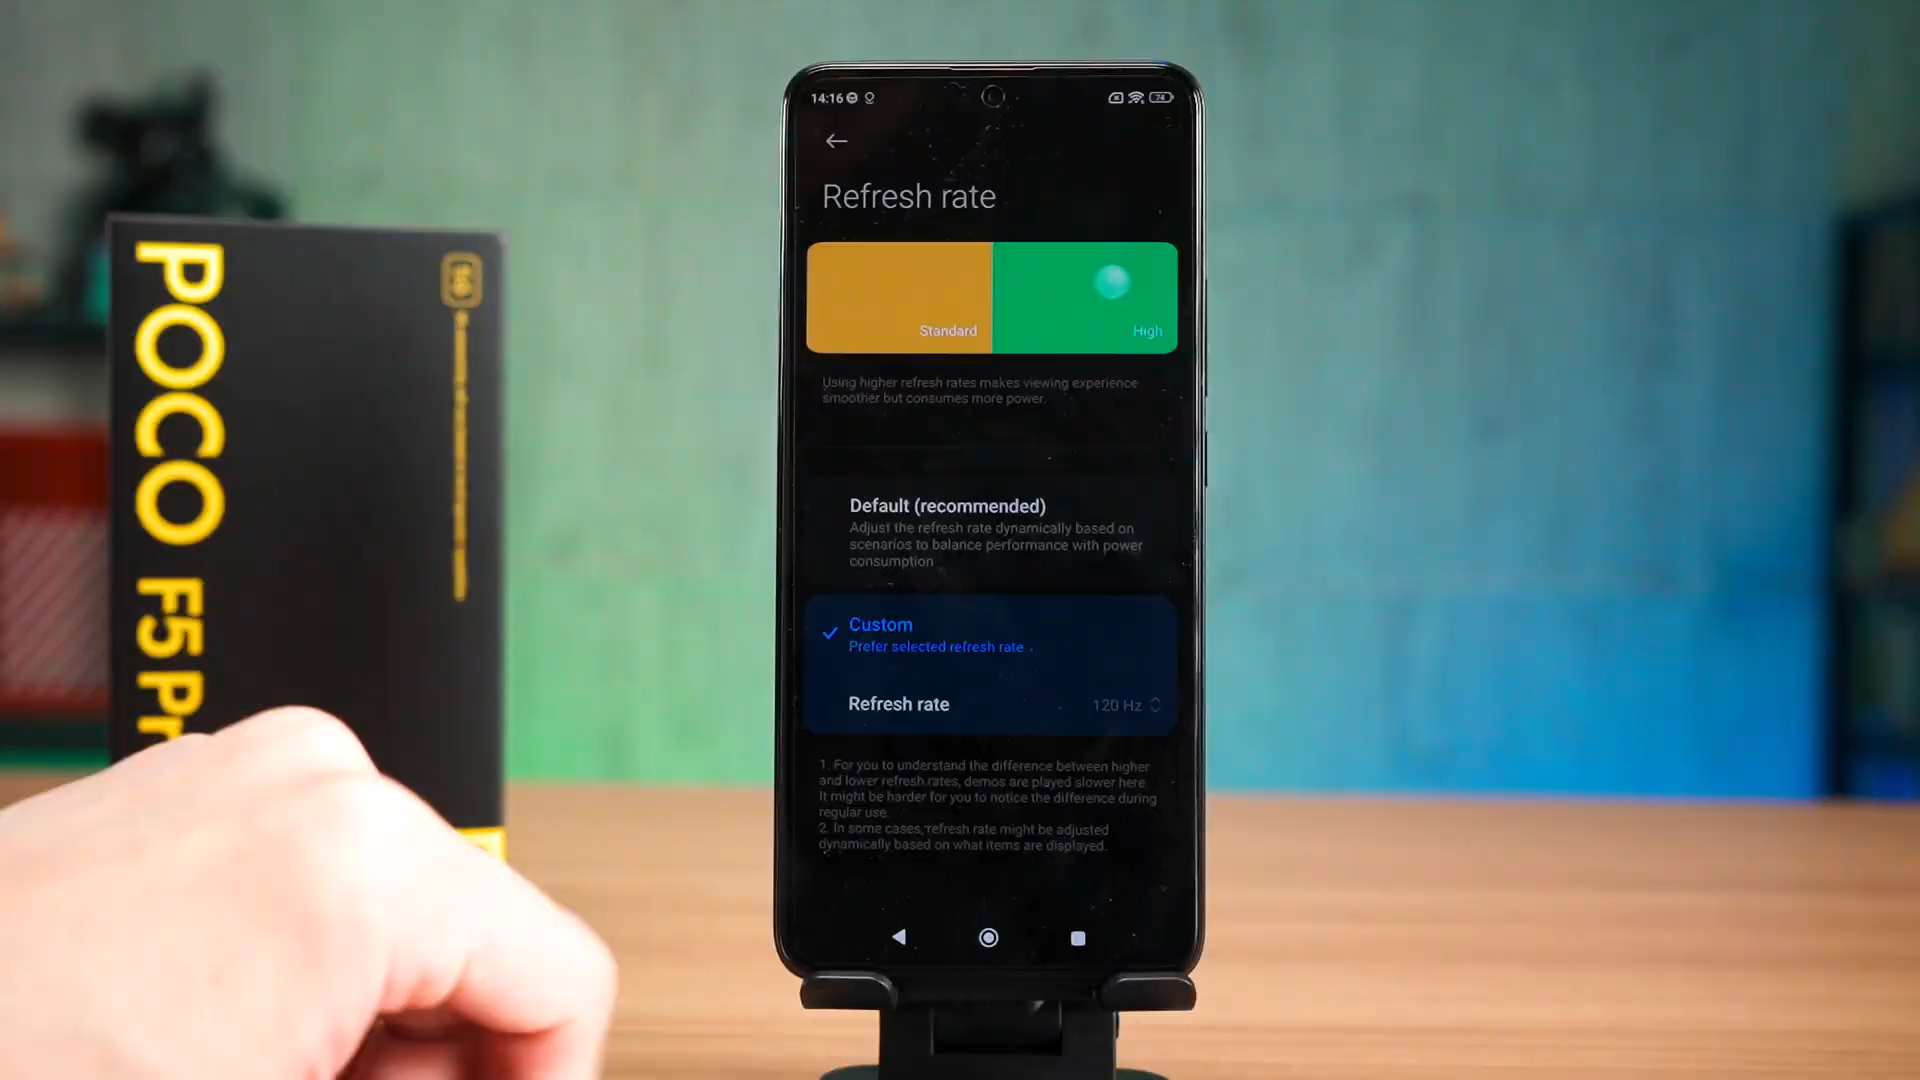 POCO F5 Pr
5G
14:16
74
Refresh rate
Standard
High
Using higher refresh rates makes viewing experience
smoother but consumes more power.
Default (recommended)
Adjust the refresh rate dynamically based on
scenarios to balance performance with power
consumption
Custom
Prefer selected refresh rate
Refresh rate
120 Hz
1. For you to understand the difference between higher
and lower refresh rates, demos are played slower here.
It might be harder for you to notice the difference during
regular use.
2. In some cases, refresh rate might be adjusted
dynamically based on what items are displayed.